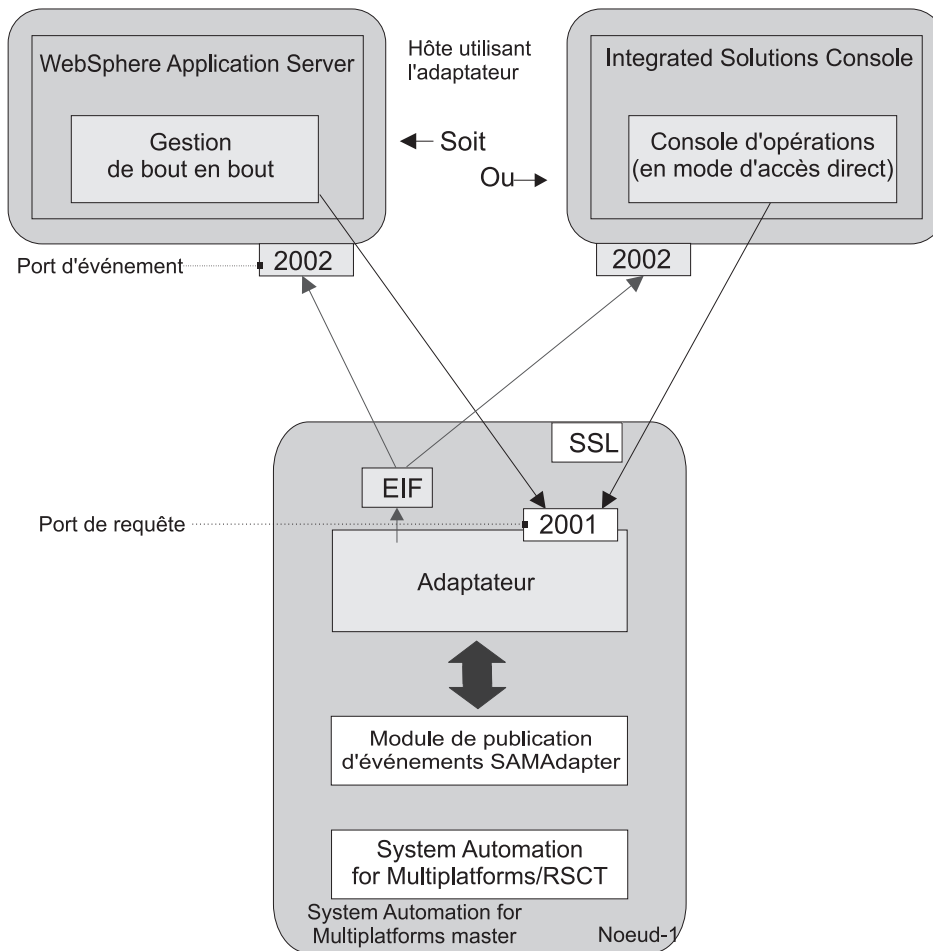 WebSphere Application Server
Gestion
de bout en bout
Hôte utilisant
l'adaptateur
Soit
Ou
Integrated Solutions Console
Console d'opérations
(en mode d'accès direct)
Port d'événement
2002
2002
SSL
EIF
Port de requête
2001
Adaptateur
Module de publication
d'événements SAMAdapter
System Automation
for Multiplatforms/RSCT
System Automation for
Multiplatforms master
Noeud-1